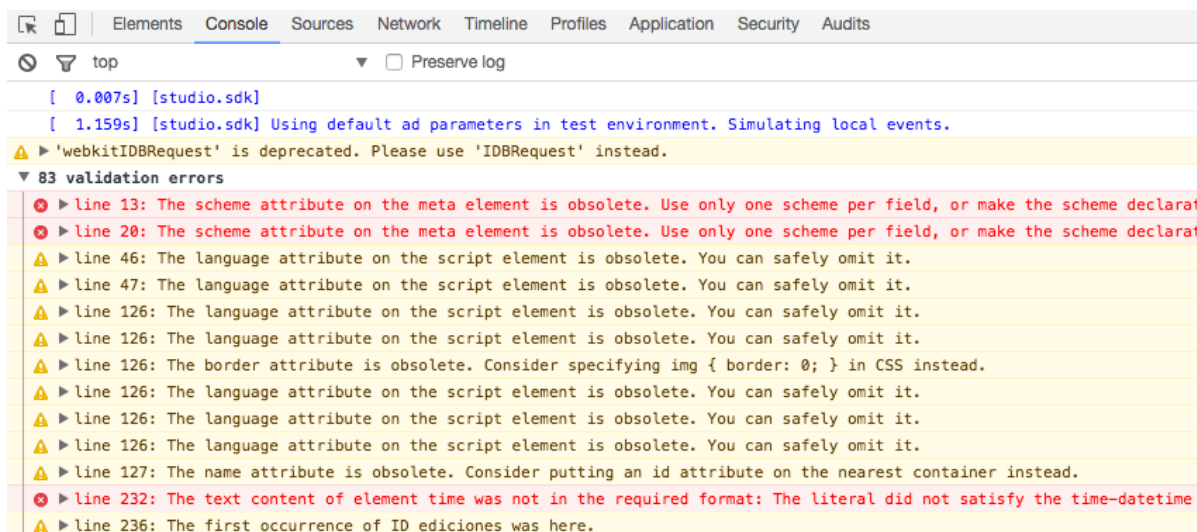 Elements Console Sources Network Timeline Profiles Application Security Audits
top Preserve log
[ 0.007s] [studio.sdk]
[ 1.159s] [studio.sdk] Using default ad parameters in test environment. Simulating local events.
'webkitIDBRequest' is deprecated. Please use 'IDBRequest' instead.
83 validation errors
line 13: The scheme attribute on the meta element is obsolete. Use only one scheme per field, or make the scheme declarat
line 20: The scheme attribute on the meta element is obsolete. Use only one scheme per field, or make the scheme declarat
line 46: The language attribute on the script element is obsolete. You can safely omit it.
line 47: The language attribute on the script element is obsolete. You can safely omit it.
line 126: The language attribute on the script element is obsolete. You can safely omit it.
line 126: The language attribute on the script element is obsolete. You can safely omit it.
line 126: The border attribute is obsolete. Consider specifying img { border: 0; } in CSS instead.
line 126: The language attribute on the script element is obsolete. You can safely omit it.
line 126: The language attribute on the script element is obsolete. You can safely omit it.
line 126: The language attribute on the script element is obsolete. You can safely omit it.
line 127: The name attribute is obsolete. Consider putting an id attribute on the nearest container instead.
line 232: The text content of element time was not in the required format: The literal did not satisfy the time-datetime
line 236: The first occurrence of ID ediciones was here.